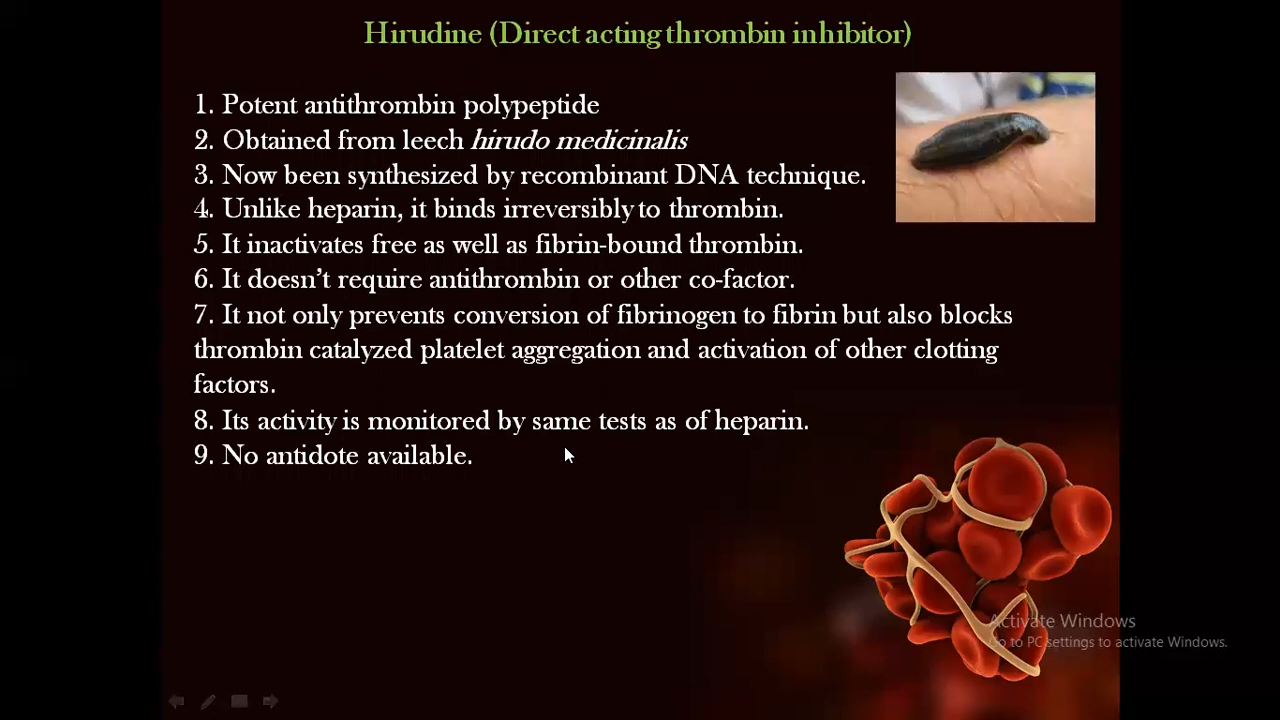 Hirudine (Direct acting thrombin inhibitor)
1. Potent antithrombin polypeptide
2. Obtained from leech hirudo medicinalis
3. Now been synthesized by recombinant DNA technique.
4. Unlike heparin, it binds irreversibly to thrombin.
5. It inactivates free as well as fibrin-bound thrombin.
6. It doesn’t require antithrombin or other co-factor.
7. It not only prevents conversion of fibrinogen to fibrin but also blocks
thrombin catalyzed platelet aggregation and activation of other clotting
factors.
8. Its activity is monitored by same tests as of heparin.
9. No antidote available.
Activate Windows
Go to PC settings to activate Windows.